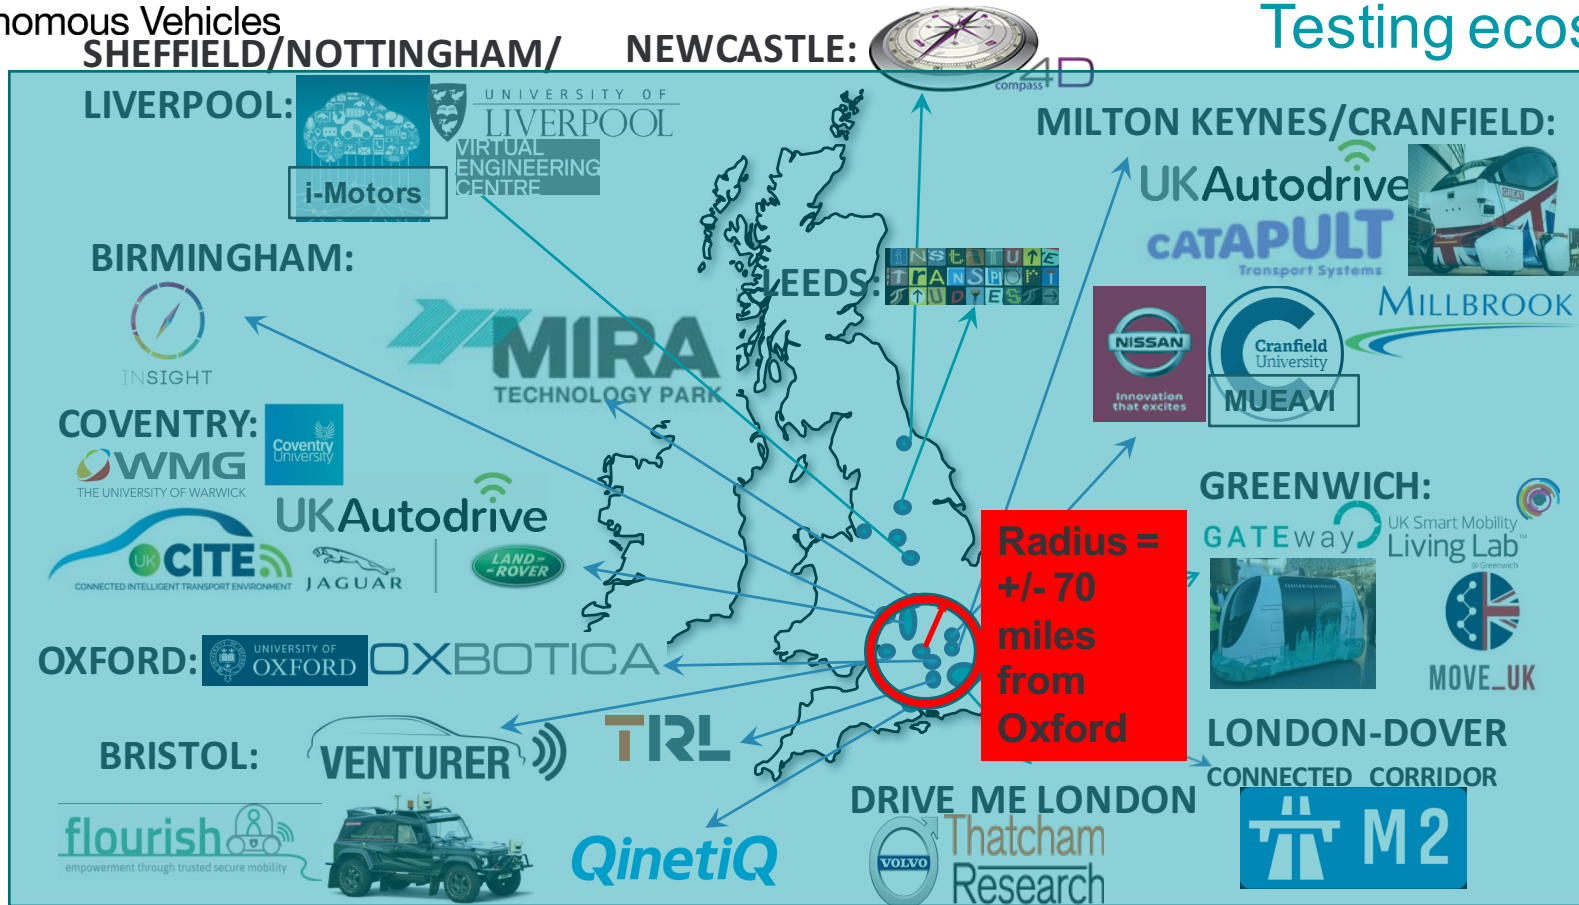 nomous Vehicles
Testing ecos
SHEFFIELD/NOTTINGHAM/
LIVERPOOL:
i-Motors
UNIVERSITY OF
LIVERPOOL
VIRTUAL
ENGINEERING
CENTRE
NEWCASTLE:
compass4D
MILTON KEYNES/CRANFIELD:
UKAutodrive
GREAT
CATAPULT
Transport Systems
NISSAN
Innovation
that excites
Cranfield
University
MUEAVI
MILLBROOK
BIRMINGHAM:
INSIGHT
MIRA
TECHNOLOGY PARK
LEEDS:
INSTITUTE
TRANSPORT
STUDIES
COVENTRY:
WMG
THE UNIVERSITY OF WARWICK
Coventry
University
UKAutodrive
UK CITE
CONNECTED INTELLIGENT TRANSPORT ENVIRONMENT
JAGUAR
LAND-
-ROVER
Radius =
+/- 70
miles
from
Oxford
GREENWICH:
GATEway
UK Smart Mobility
Living Lab™
@ Greenwich
MOVE_UK
OXFORD:
UNIVERSITY OF
OXFORD
OXBOTICA
BRISTOL:
VENTURER
flourish
empowerment through trusted secure mobility
TRL
QinetiQ
DRIVE ME LONDON
VOLVO
Thatcham
Research
LONDON-DOVER
CONNECTED CORRIDOR
M2